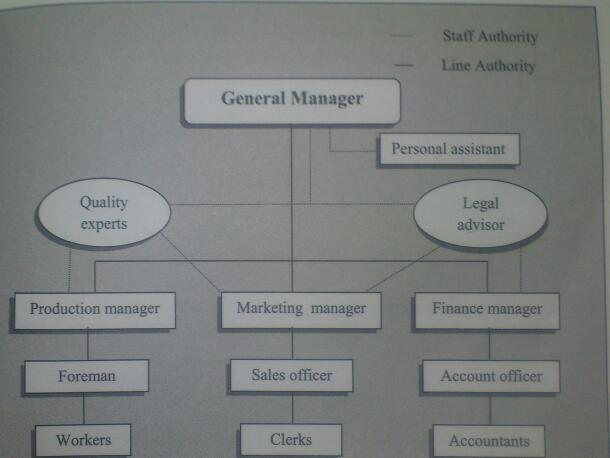 Staff Authority
Line Authority
General Manager
Personal assistant
Quality
experts
Legal
advisor
Production manager
Marketing manager
Finance manager
Foreman
Sales officer
Account officer
Workers
Clerks
Accountants